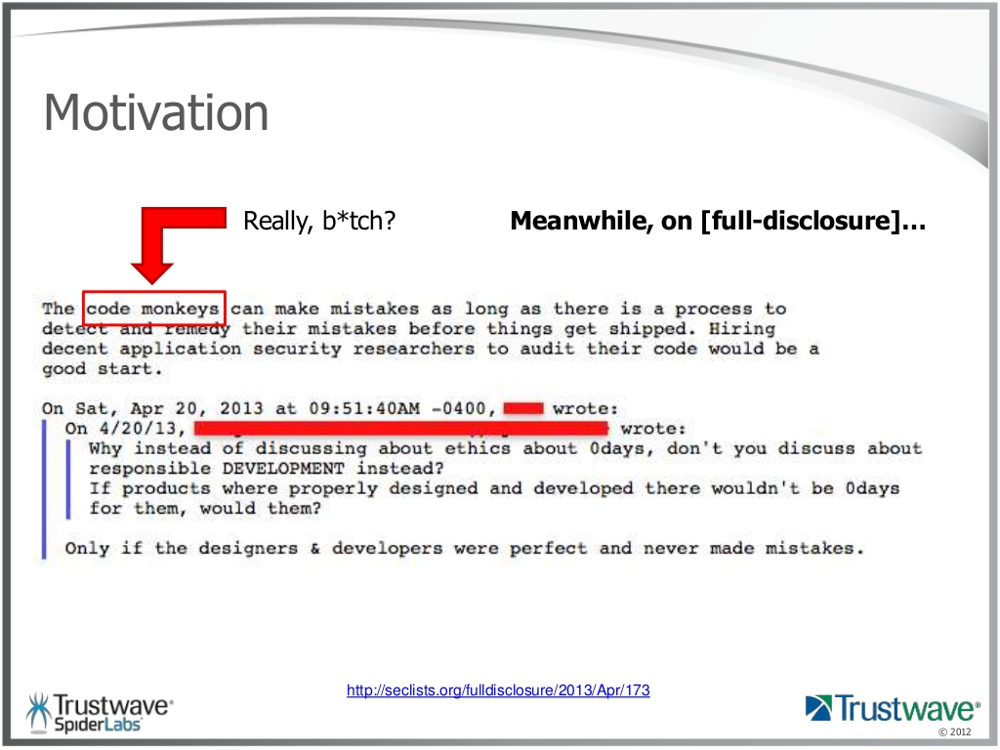 Motivation
Really, b*tch?
Meanwhile, on [full-disclosure]...
The code monkeys can make mistakes as long as there is a process to
detect and remedy their mistakes before things get shipped. Hiring
decent application security researchers to audit their code would be a
good start.
On Sat, Apr 20, 2013 at 09:51:40AM -0400, wrote:
On 4/20/13, wrote:
Why instead of discussing about ethics about 0days, don't you discuss about
responsible DEVELOPMENT instead?
If products where properly designed and developed there wouldn't be 0days
for them, would them?
Only if the designers & developers were perfect and never made mistakes.
http://seclists.org/fulldisclosure/2013/Apr/173
Trustwave®
SpiderLabs®
Trustwave®
© 2012